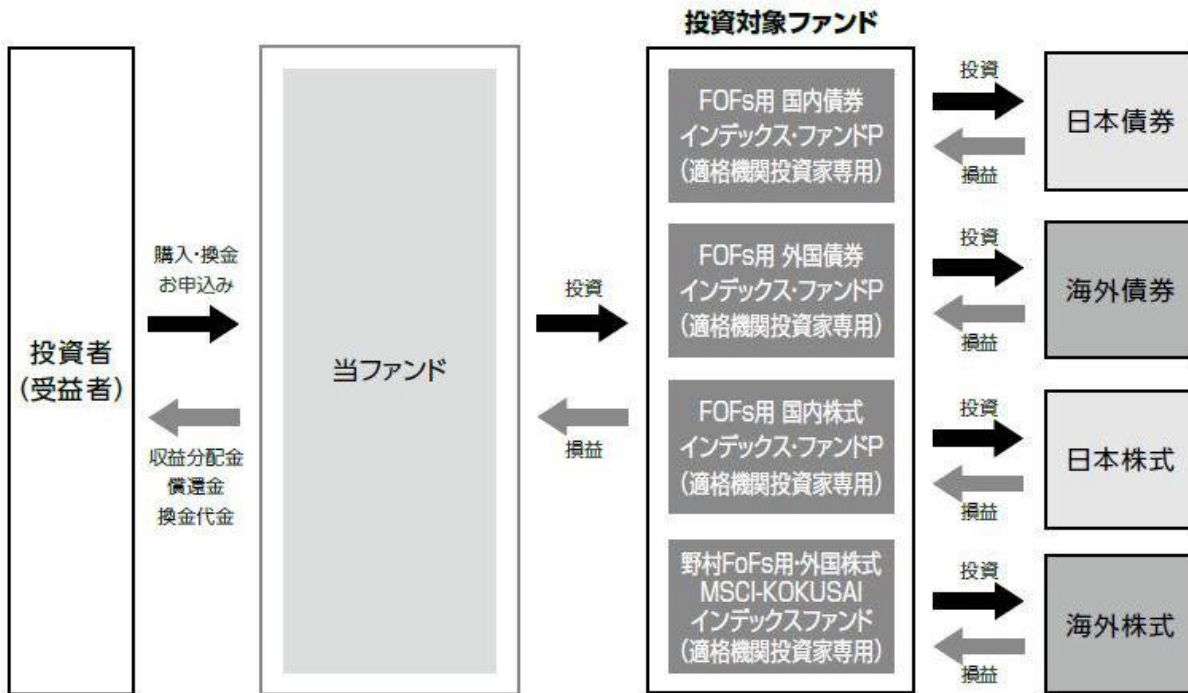 投資対象ファンド
投資者
(受益者)
購入・換金
お申込み
収益分配金
償還金
換金代金
当ファンド
投資
損益
FOFs用 国内債券
インデックス・ファンドP
(適格機関投資家専用)
投資
損益
日本債券
FOFs用 外国債券
インデックス・ファンドP
(適格機関投資家専用)
投資
損益
海外債券
FOFs用 国内株式
インデックス・ファンドP
(適格機関投資家専用)
投資
損益
日本株式
野村FoFs用・外国株式
MSCI-KOKUSAI
インデックスファンド
(適格機関投資家専用)
投資
損益
海外株式